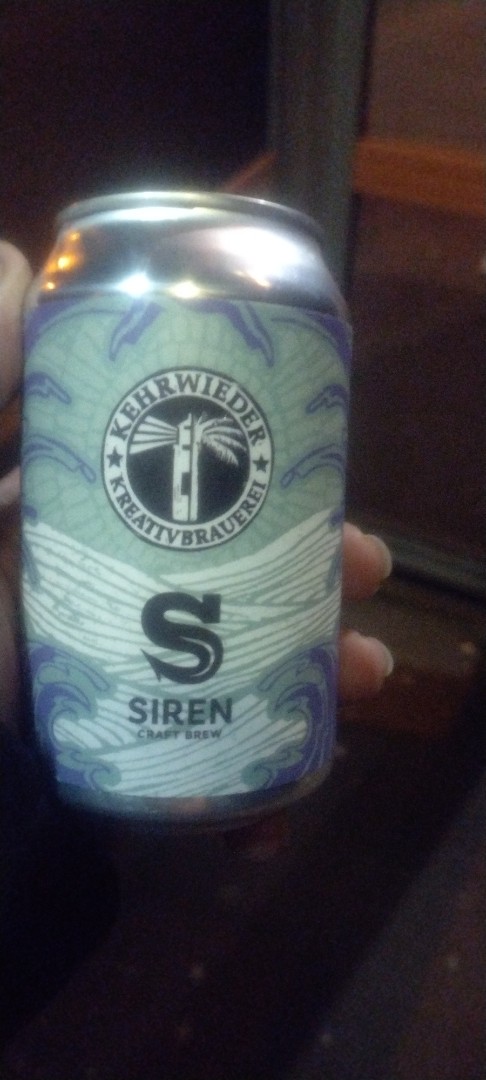 KEHRWIEDER
KREATIVBRAUEREI
S
SIREN
CRAFT BREW